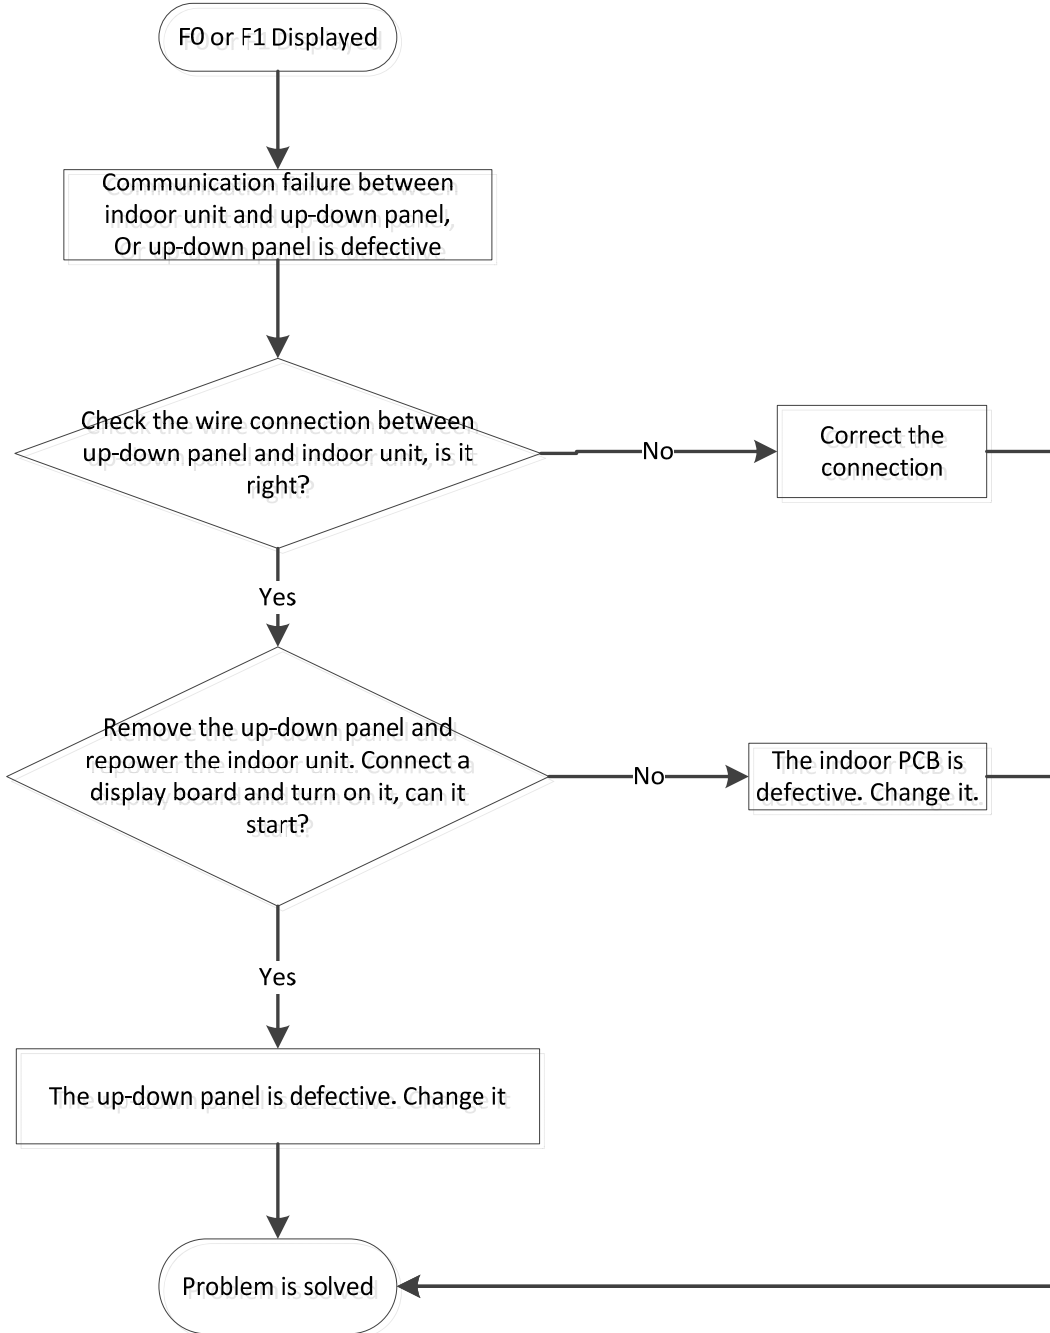 F0 or F1 Displayed
Communication failure between
indoor unit and up-down panel,
Or up-down panel is defective
Check the wire connection between
up-down panel and indoor unit, is it
right?
No
Correct the
connection
Yes
Remove the up-down panel and
repower the indoor unit. Connect a
display board and turn on it, can it
start?
No
The indoor PCB is
defective. Change it.
Yes
The up-down panel is defective. Change it
Problem is solved